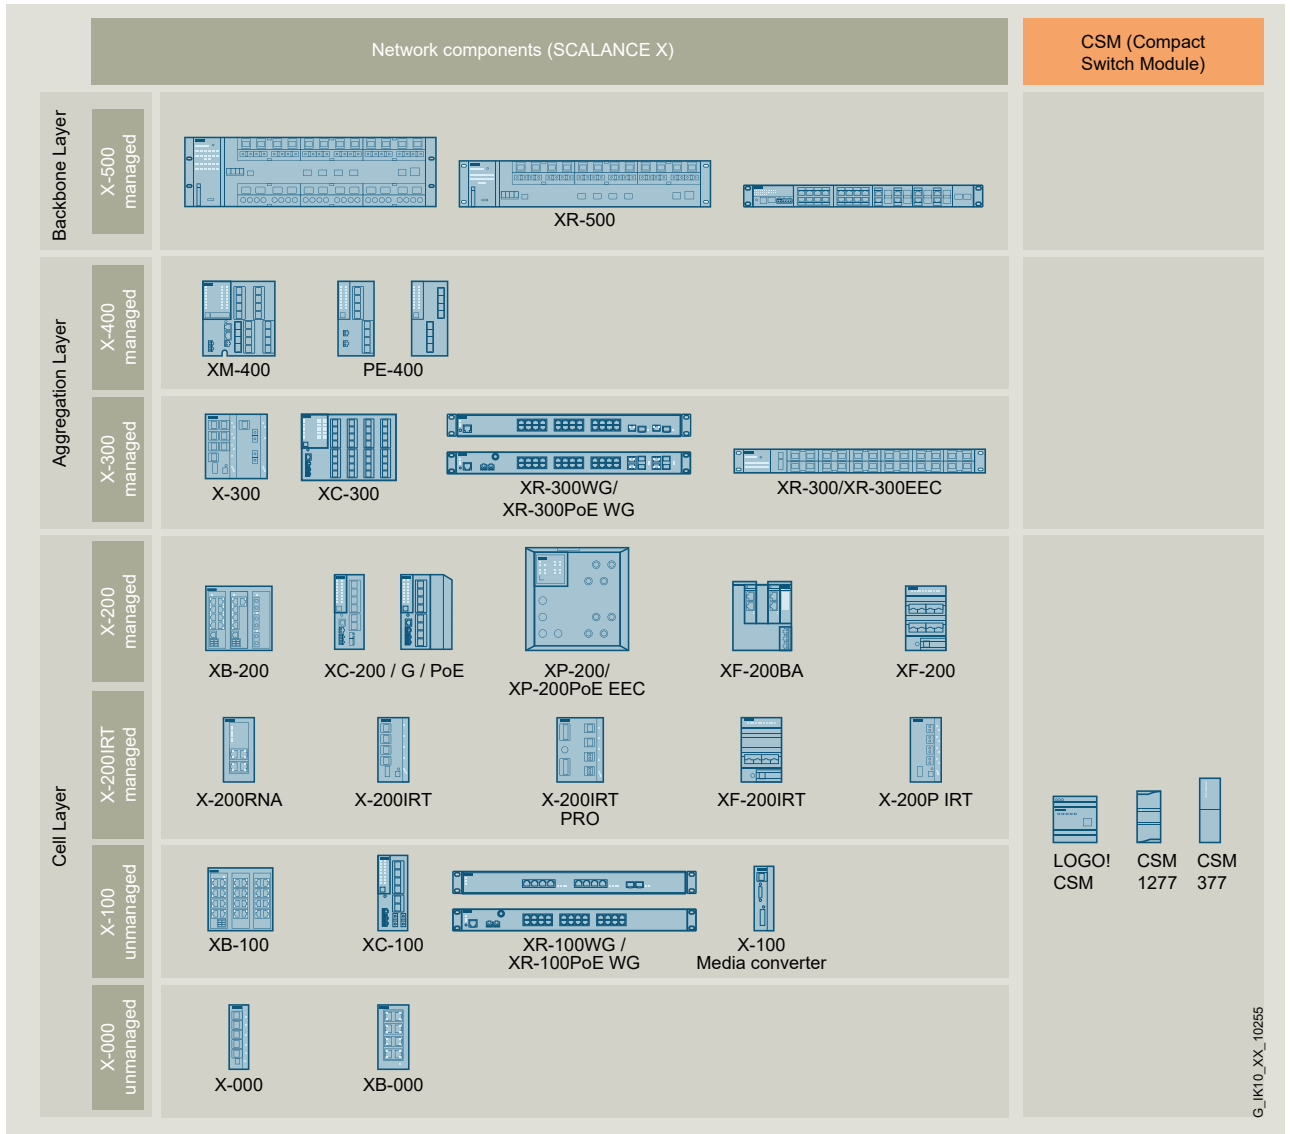 Network components (SCALANCE X)
CSM (Compact
Switch Module)
Backbone Layer
X-500
managed
XR-500
Aggregation Layer
X-400
managed
XM-400
PE-400
X-300
managed
X-300
XC-300
XR-300WG/
XR-300PoE WG
XR-300/XR-300EEC
Cell Layer
X-200
managed
XB-200
XC-200 / G / PoE
XP-200/
XP-200PoE EEC
XF-200BA
XF-200
X-200IRT
managed
X-200RNA
X-200IRT
X-200IRT
PRO
XF-200IRT
X-200P IRT
LOGO!
CSM
CSM
1277
CSM
377
X-100
unmanaged
XB-100
XC-100
XR-100WG /
XR-100PoE WG
X-100
Media converter
X-000
unmanaged
X-000
XB-000
G_IK10_XX_10255